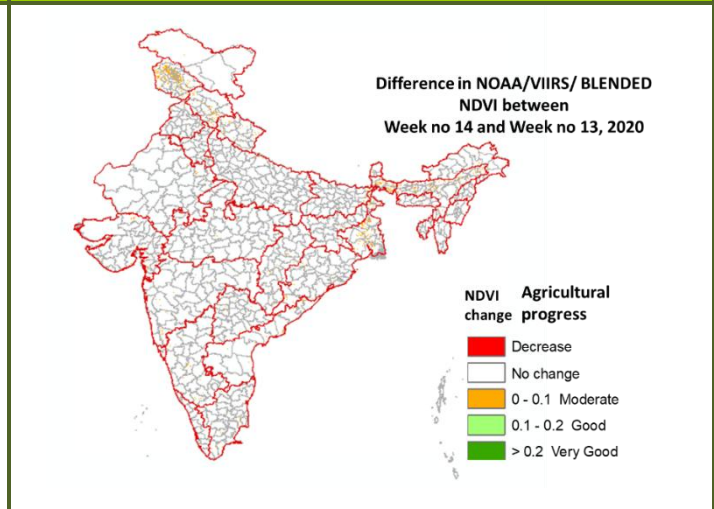 Difference in NOAA/VIIRS/ BLENDED
NDVI between
Week no 14 and Week no 13, 2020
NDVI change
Agricultural progress
Decrease
No change
0 - 0.1 Moderate
0.1 - 0.2 Good
> 0.2 Very Good